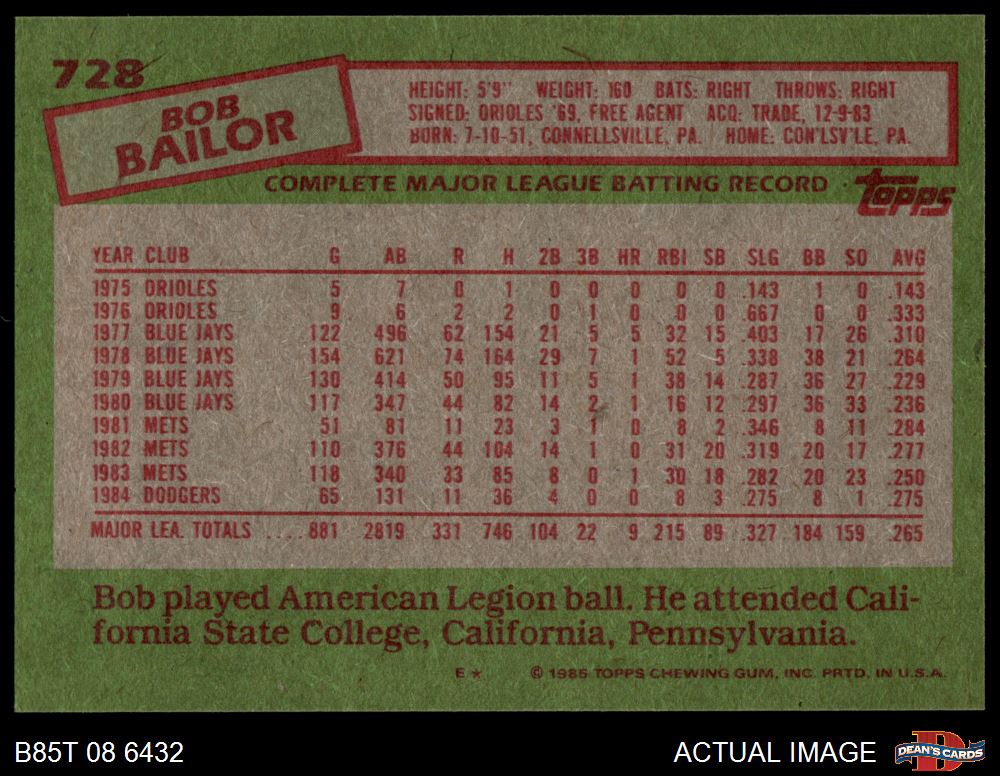 728
BOB
BAILOR
HEIGHT: 5'9" WEIGHT: 160 BATS: RIGHT THROWS: RIGHT
SIGNED: ORIOLES '69, FREE AGENT ACQ: TRADE, 12-9-83
BORN: 7-10-51, CONNELLSVILLE, PA. HOME: CON'LSV'LE, PA.
COMPLETE MAJOR LEAGUE BATTING RECORD · topps
YEAR CLUB G AB R H 2B 3B HR RBI SB SLG BB SO AVG
1975 ORIOLES 5 7 0 1 0 0 0 0 0 .143 1 0 .143
1976 ORIOLES 9 6 2 2 0 1 0 0 0 .667 0 0 .333
1977 BLUE JAYS 122 496 62 154 21 5 5 32 15 .403 17 26 .310
1978 BLUE JAYS 154 621 74 164 29 7 1 52 5 .338 38 21 .264
1979 BLUE JAYS 130 414 50 95 11 5 1 38 14 .287 36 27 .229
1980 BLUE JAYS 117 347 44 82 14 2 1 16 12 .297 36 33 .236
1981 METS 51 81 11 23 3 1 0 8 2 .346 8 11 .284
1982 METS 110 376 44 104 14 1 0 31 20 .319 20 17 .277
1983 METS 118 340 33 85 8 0 1 30 18 .282 20 23 .250
1984 DODGERS 65 131 11 36 4 0 0 8 3 .275 8 1 .275
MAJOR LEA. TOTALS ....881 2819 331 746 104 22 9 215 89 .327 184 159 .265
Bob played American Legion ball. He attended Cali-
fornia State College, California, Pennsylvania.
E * © 1985 TOPPS CHEWING GUM, INC. PRTD. IN U.S.A.
B85T 08 6432 ACTUAL IMAGE DEAN'S CARDS